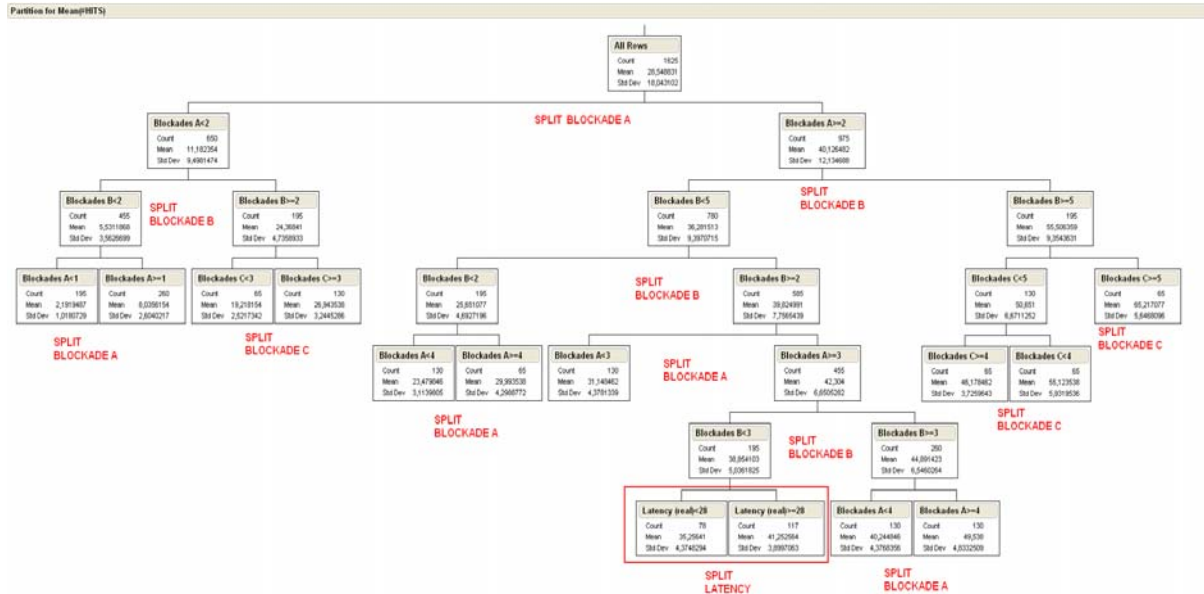 Partition for Mean(#HITS)
All Rows
Count 1625
Mean 28,548831
Std Dev 18,043102
SPLIT BLOCKADE A
Blockades A<2
Count 650
Mean 11,182354
Std Dev 9,4981474
Blockades A>=2
Count 975
Mean 40,126482
Std Dev 12,134688
SPLIT
BLOCKADE B
SPLIT
BLOCKADE B
Blockades B<2
Count 455
Mean 5,5311868
Std Dev 3,5626699
Blockades B>=2
Count 195
Mean 24,36841
Std Dev 4,7358933
Blockades B<5
Count 780
Mean 36,281513
Std Dev 9,3970715
Blockades B>=5
Count 195
Mean 55,506359
Std Dev 9,3543631
Blockades A<1
Count 195
Mean 2,1919487
Std Dev 1,0180729
Blockades A>=1
Count 260
Mean 8,0356154
Std Dev 2,6040217
Blockades C<3
Count 65
Mean 19,218154
Std Dev 2,5217342
Blockades C>=3
Count 130
Mean 26,943538
Std Dev 3,2445286
Blockades B<2
Count 195
Mean 25,651077
Std Dev 4,6927196
SPLIT
BLOCKADE B
Blockades B>=2
Count 585
Mean 39,824991
Std Dev 7,7565439
Blockades C<5
Count 130
Mean 50,651
Std Dev 6,6711252
Blockades C>=5
Count 65
Mean 65,217077
Std Dev 5,6468096
SPLIT
BLOCKADE A
SPLIT
BLOCKADE C
SPLIT
BLOCKADE C
Blockades A<4
Count 130
Mean 23,479846
Std Dev 3,1139805
Blockades A>=4
Count 65
Mean 29,993538
Std Dev 4,2988772
Blockades A<3
Count 130
Mean 31,148462
Std Dev 4,3781339
SPLIT
BLOCKADE A
Blockades A>=3
Count 455
Mean 42,304
Std Dev 6,8505282
Blockades C>=4
Count 65
Mean 46,178462
Std Dev 3,7259643
Blockades C<4
Count 65
Mean 55,123538
Std Dev 5,9319536
SPLIT
BLOCKADE A
SPLIT
BLOCKADE C
Blockades B<3
Count 195
Mean 38,854103
Std Dev 5,0361825
SPLIT
BLOCKADE B
Blockades B>=3
Count 260
Mean 44,891423
Std Dev 6,5460264
Latency (real)<28
Count 78
Mean 35,25641
Std Dev 4,3748294
Latency (real)>=28
Count 117
Mean 41,252564
Std Dev 3,8997063
Blockades A<4
Count 130
Mean 40,244846
Std Dev 4,3768356
Blockades A>=4
Count 130
Mean 49,538
Std Dev 4,8332509
SPLIT
LATENCY
SPLIT
BLOCKADE A